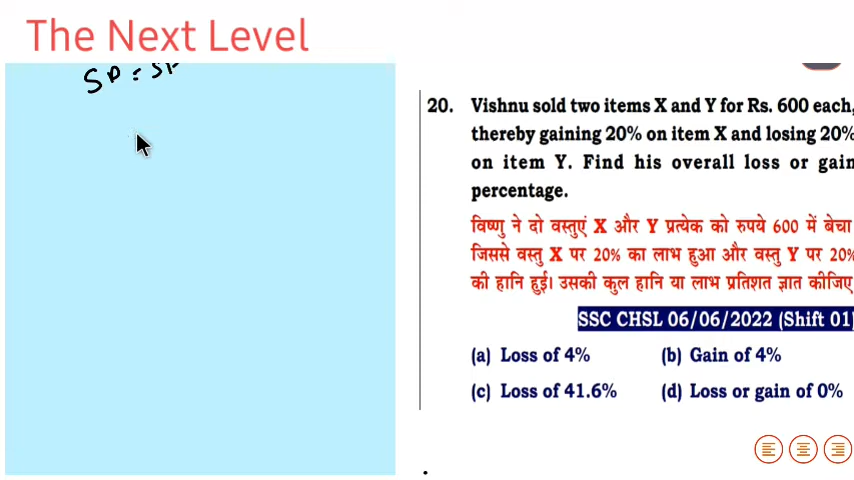 The Next Level
SP = SP
20. Vishnu sold two items X and Y for Rs. 600 each,
thereby gaining 20% on item X and losing 20%
on item Y. Find his overall loss or gain
percentage.
विष्णु ने दो वस्तुएं X और Y प्रत्येक को रुपये 600 में बेचा
जिससे वस्तु X पर 20% का लाभ हुआ और वस्तु Y पर 20%
की हानि हुई। उसकी कुल हानि या लाभ प्रतिशत ज्ञात कीजिए
SSC CHSL 06/06/2022 (Shift 01)
(a) Loss of 4% (b) Gain of 4%
(c) Loss of 41.6% (d) Loss or gain of 0%